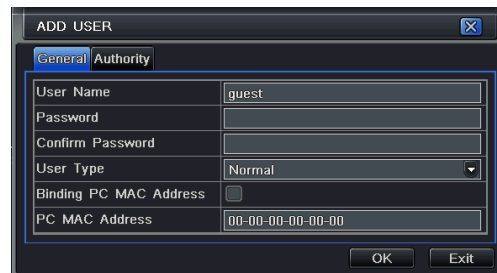 ADD USER
General Authority
User Name guest
Password
Confirm Password
User Type Normal
Binding PC MAC Address
PC MAC Address 00-00-00-00-00-00
OK Exit